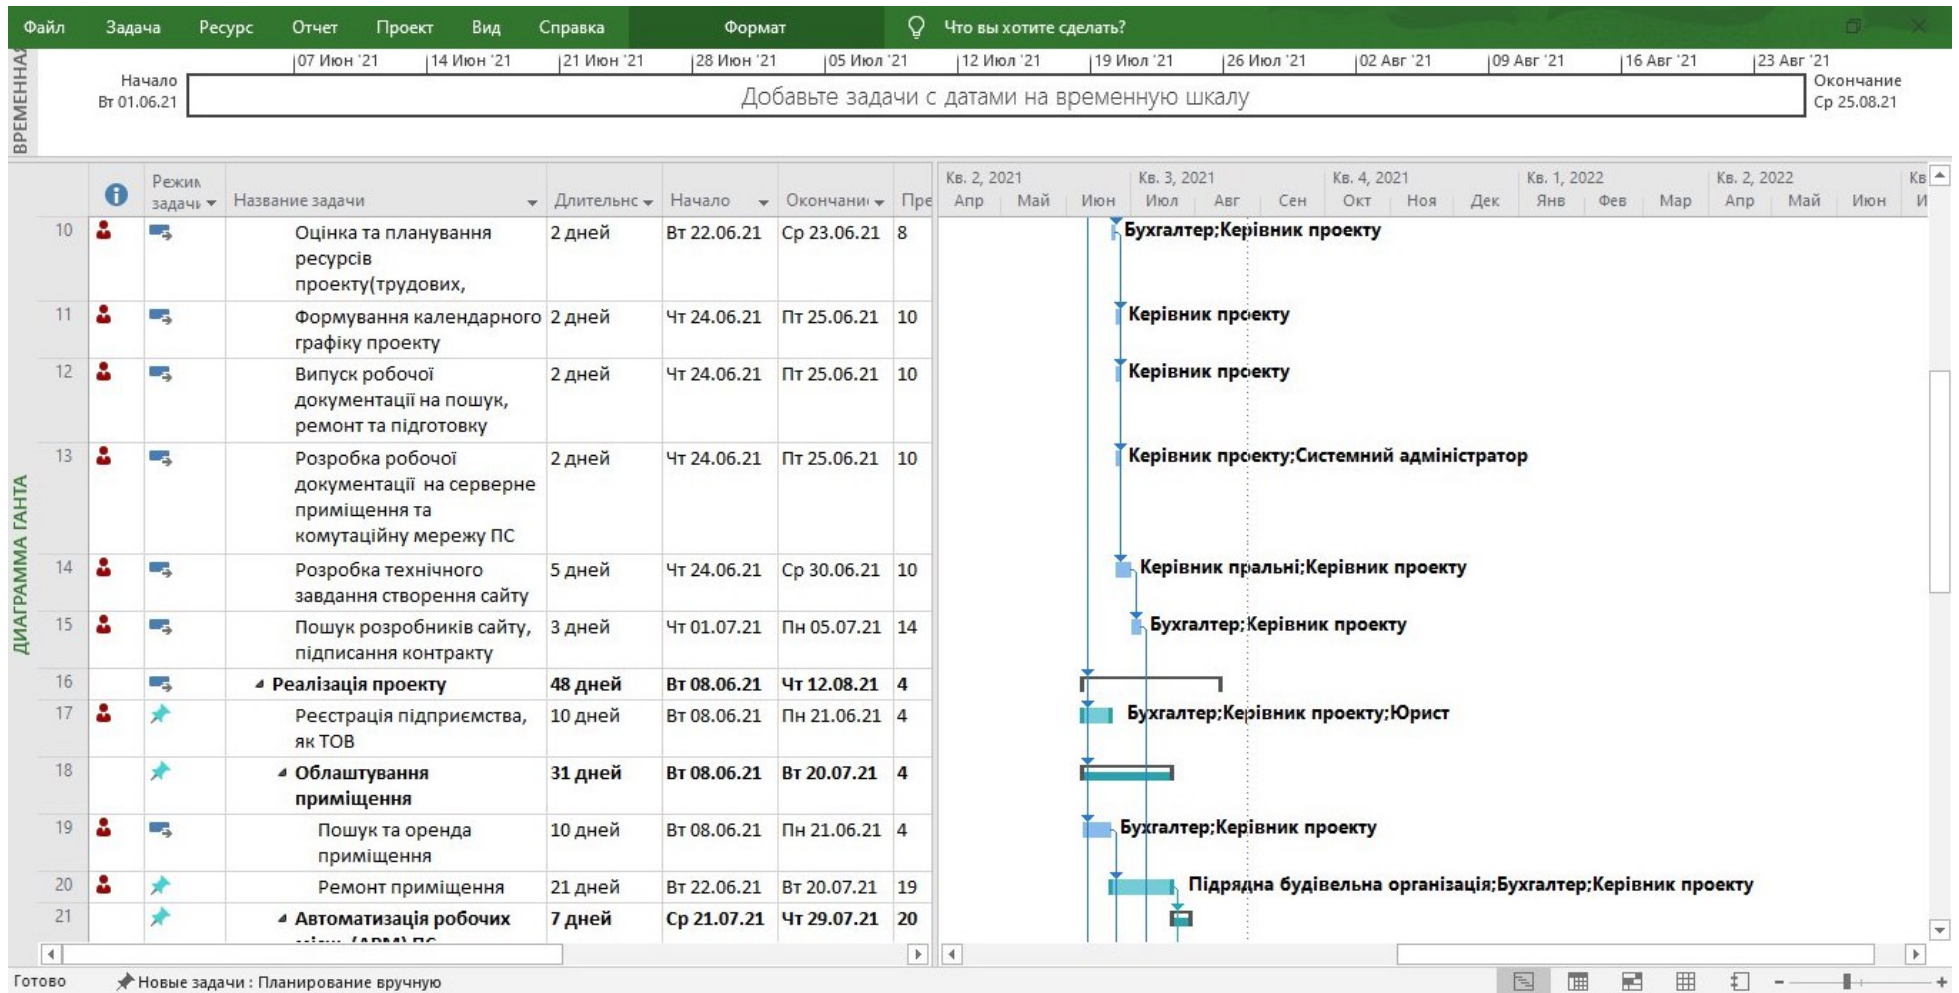 Файл Задача Ресурс Отчет Проект Вид Справка Формат Что вы хотите сделать?
07 Июн '21 14 Июн '21 21 Июн '21 28 Июн '21 05 Июл '21 12 Июл '21 19 Июл '21 26 Июл '21 02 Авг '21 09 Авг '21 16 Авг '21 23 Авг '21
Начало
Вт 01.06.21
Добавьте задачи с датами на временную шкалу
Окончание
Ср 25.08.21
ДИАГРАММА ГАНТА
Режим
задачи Название задачи Начало
Кв. 2, 2021 Кв. 3, 2021 Кв. 4, 2021 Кв. 1, 2022 Кв. 2, 2022 Кв
Апр Май Июн Июл Авг Сен Окт Ноя Дек Янв Фев Мар Апр Май Июн
10 Оцінка та планування 2 дней Вт 22.06.21 Ср 23.06.21 8 Бухгалтер;Керівник проекту
ресурсів
проекту(трудових,
11 Формування календарного 2 дней Чт 24.06.21 Пт 25.06.21 10 Керівник проекту
графіку проекту
12 Випуск робочої 2 дней Чт 24.06.21 Пт 25.06.21 10 Керівник проекту
документації на пошук,
ремонт та підготовку
13 Розробка робочої 2 дней Чт 24.06.21 Пт 25.06.21 10 Керівник проекту;Системний адміністратор
документації на серверне
приміщення та
комутаційну мережу ПС
14 Розробка технічного 5 дней Чт 24.06.21 Ср 30.06.21 10 Керівник пральні;Керівник проекту
завдання створення сайту
15 Пошук розробників сайту, 3 дней Чт 01.07.21 Пн 05.07.21 14 Бухгалтер;Керівник проекту
підписання контракту
16 Реалізація проекту 48 дней Вт 08.06.21 Чт 12.08.21 4
17 Реєстрація підприємства, 10 дней Вт 08.06.21 Пн 21.06.21 4 Бухгалтер;Керівник проекту;Юрист
як ТОВ
18 Облаштування 31 дней Вт 08.06.21 Вт 20.07.21 4
приміщення
19 Пошук та оренда 10 дней Вт 08.06.21 Пн 21.06.21 4 Бухгалтер;Керівник проекту
приміщення
20 Ремонт приміщення 21 дней Вт 22.06.21 Вт 20.07.21 19 Підрядна будівельна організація;Бухгалтер;Керівник проекту
21 Автоматизація робочих 7 дней Ср 21.07.21 Чт 29.07.21 20
Готово Новые задачи : Планирование вручную